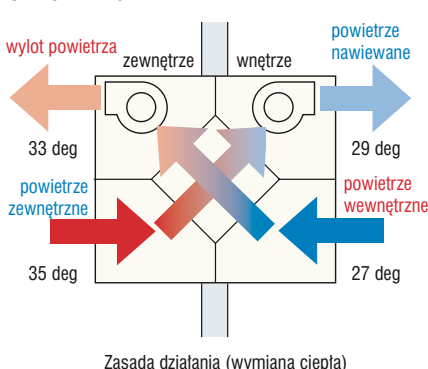 wylot powietrza
zewnętrze
wnętrze
powietrze
nawiewane
33 deg
29 deg
powietrze
zewnętrzne
powietrze
wewnętrzne
35 deg
27 deg
Zasada działania (wymiana ciepła)